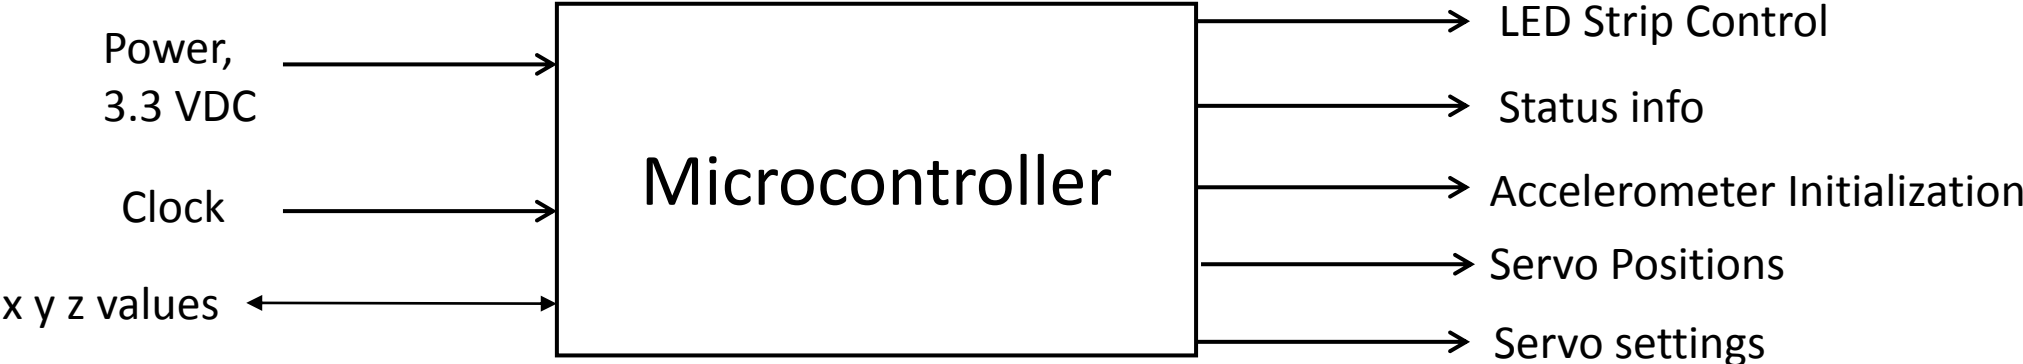 Power,
3.3 VDC
Clock
x y z values
Microcontroller
LED Strip Control
Status info
Accelerometer Initialization
Servo Positions
Servo settings